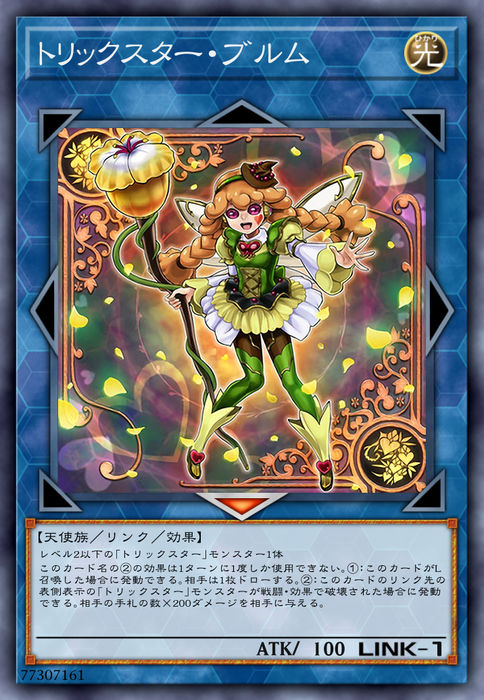 トリックスター・ブルム
ひかり
光
【天使族／リンク／効果】
レベル2以下の「トリックスター」モンスター1体
このカード名の②の効果は1ターンに1度しか使用できない。①：このカードがL
召喚した場合に発動できる。相手は1枚ドローする。②：このカードのリンク先の
表側表示の「トリックスター」モンスターが戦闘・効果で破壊された場合に発動
できる。相手の手札の数×200ダメージを相手に与える。
ATK/ 100 LINK-1
77307161